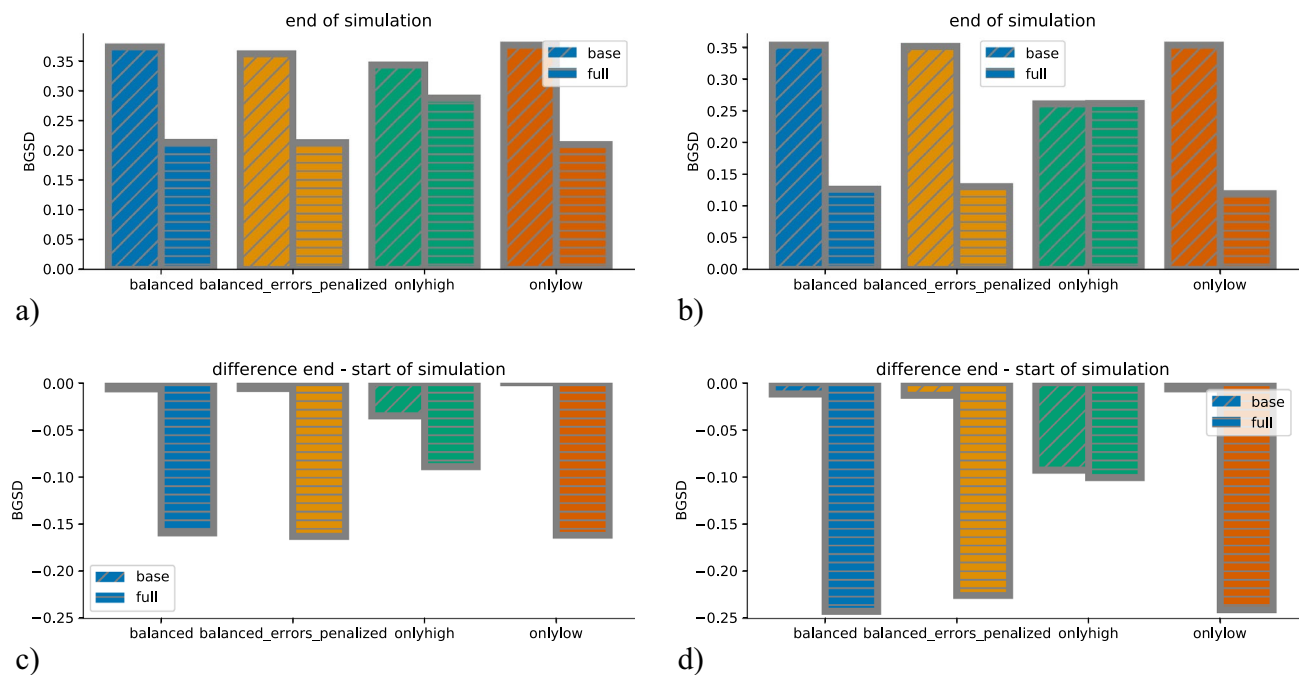 end of simulation
BGSD
0.35
0.30
0.25
0.20
0.15
0.10
0.05
0.00
base
full
balanced balanced_errors_penalized onlyhigh onlylow
a)
end of simulation
BGSD
0.35
0.30
0.25
0.20
0.15
0.10
0.05
0.00
base
full
balanced balanced_errors_penalized onlyhigh onlylow
b)
difference end - start of simulation
BGSD
0.00
−0.05
−0.10
−0.15
−0.20
−0.25
base
full
balanced balanced_errors_penalized onlyhigh onlylow
c)
difference end - start of simulation
BGSD
0.00
−0.05
−0.10
−0.15
−0.20
−0.25
base
full
balanced balanced_errors_penalized onlyhigh onlylow
d)